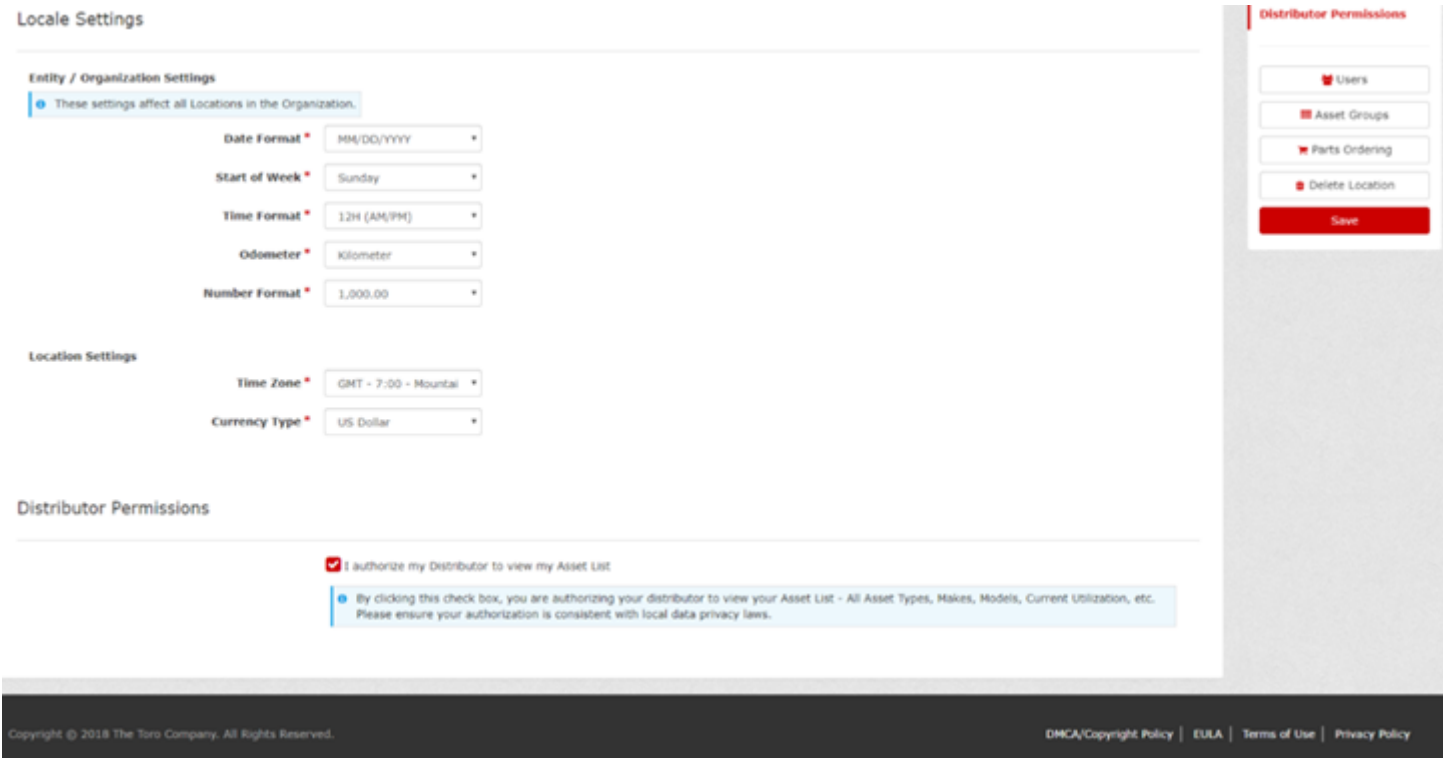 Locale Settings
Entity / Organization Settings
These settings affect all Locations in the Organization.
Date Format * MM/DD/YYYY
Start of Week * Sunday
Time Format * 12H (AM/PM)
Odometer * Kilometer
Number Format * 1,000.00
Location Settings
Time Zone * GMT - 7:00 - Mountai
Currency Type * US Dollar
Distributor Permissions
I authorize my Distributor to view my Asset List
By clicking this check box, you are authorizing your distributor to view your Asset List - All Asset Types, Makes, Models, Current Utilization, etc.
Please ensure your authorization is consistent with local data privacy laws.
Distributor Permissions
Users
Asset Groups
Parts Ordering
Delete Location
Save
Copyright © 2018 The Toro Company. All Rights Reserved.
DMCA/Copyright Policy | EULA | Terms of Use | Privacy Policy